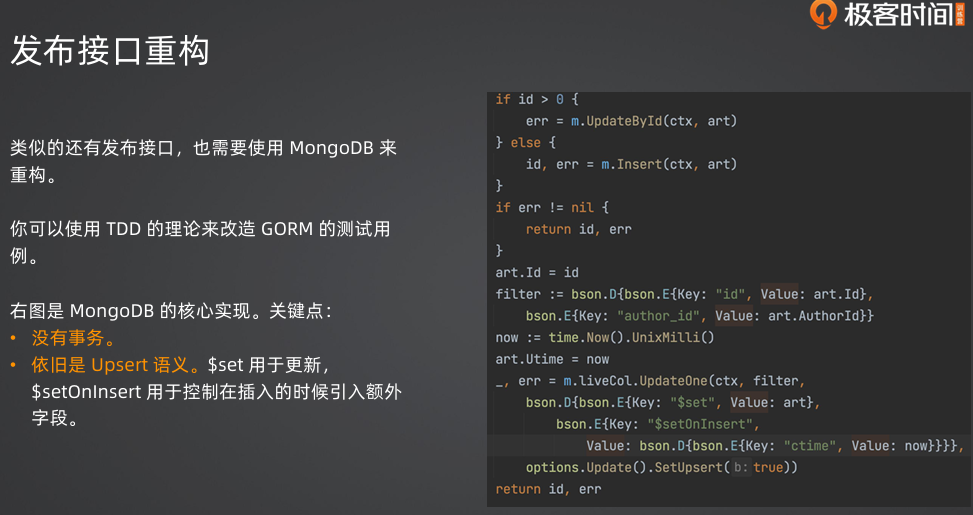 极客时间 训练营
发布接口重构
类似的还有发布接口，也需要使用 MongoDB 来
重构。
你可以使用 TDD 的理论来改造 GORM 的测试用
例。
右图是 MongoDB 的核心实现。关键点：
• 没有事务。
• 依旧是 Upsert 语义。$set 用于更新，
$setOnInsert 用于控制在插入的时候引入额外
字段。
if id > 0 {
    err = m.UpdateById(ctx, art)
} else {
    id, err = m.Insert(ctx, art)
}
if err != nil {
    return id, err
}
art.Id = id
filter := bson.D{bson.E{Key: "id", Value: art.Id},
    bson.E{Key: "author_id", Value: art.AuthorId}}
now := time.Now().UnixMilli()
art.Utime = now
_, err = m.liveCol.UpdateOne(ctx, filter,
    bson.D{bson.E{Key: "$set", Value: art},
        bson.E{Key: "$setOnInsert",
            Value: bson.D{bson.E{Key: "ctime", Value: now}}}},
    options.Update().SetUpsert( b: true))
return id, err